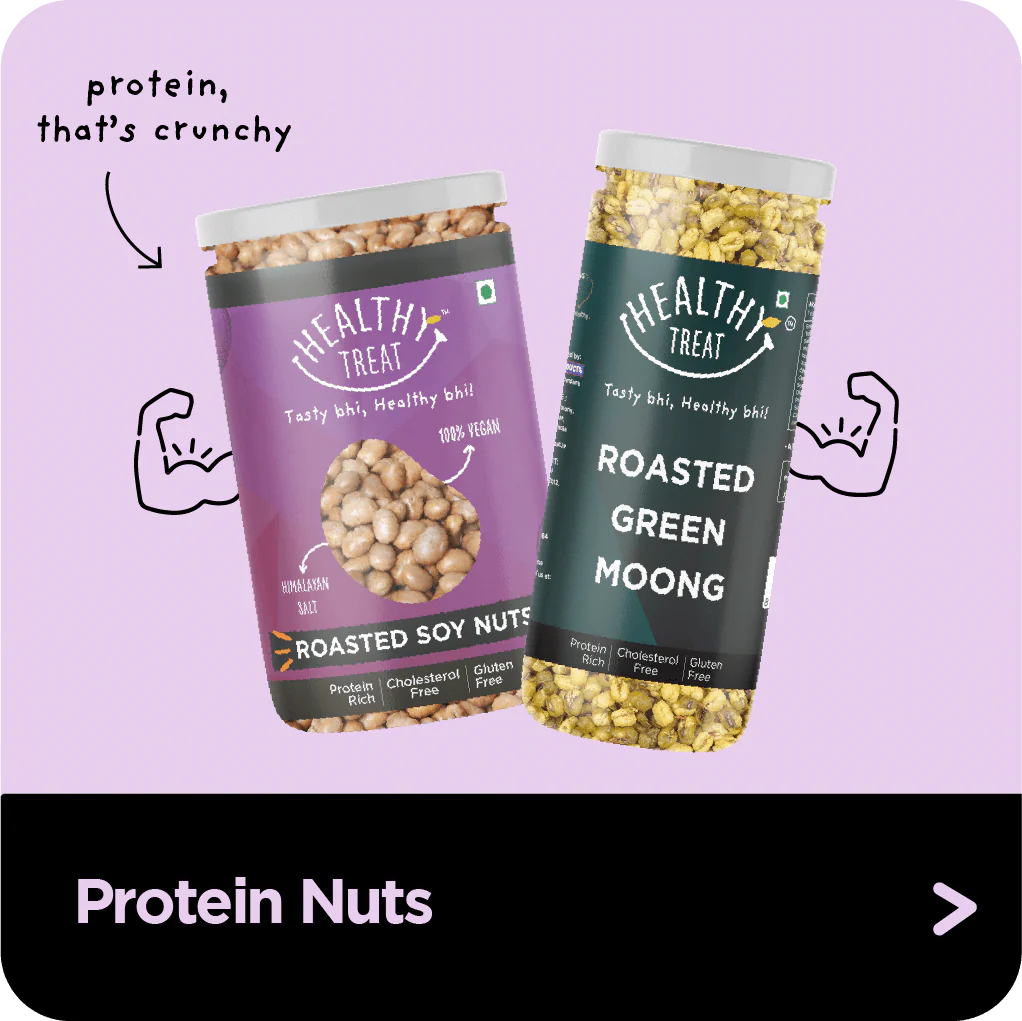 protein,
that's crunchy
HEALTHY
TREAT
™
Tasty bhi, Healthy bhi!
100% VEGAN
HIMALAYAN
SALT
ROASTED SOY NUTS
Protein
Rich
Cholesterol
Free
Gluten
Free
HEALTHY
TREAT
Tasty bhi, Healthy bhi!
ROASTED
GREEN
MOONG
Protein
Rich
Cholesterol
Free
Gluten
Free
Protein Nuts